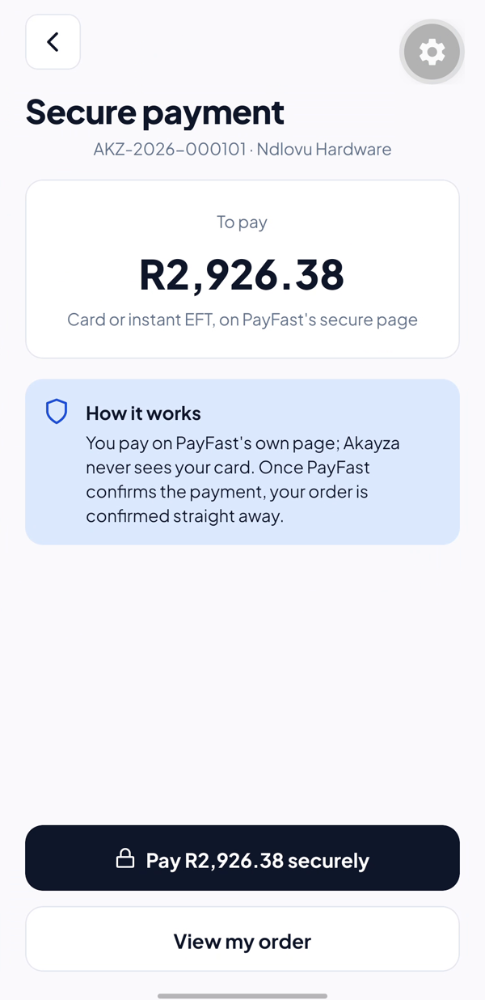 Secure payment
AKZ-2026-000101 · Ndlovu Hardware
To pay
R2,926.38
Card or instant EFT, on PayFast's secure page
How it works
You pay on PayFast's own page; Akayza
never sees your card. Once PayFast
confirms the payment, your order is
confirmed straight away.
Pay R2,926.38 securely
View my order